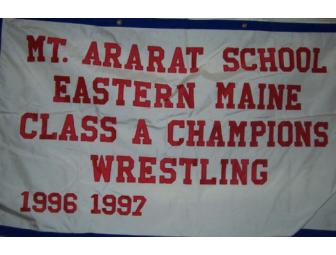 MT. ARARAT SCHOOL
EASTERN MAINE
CLASS A CHAMPIONS
WRESTLING
1996 1997